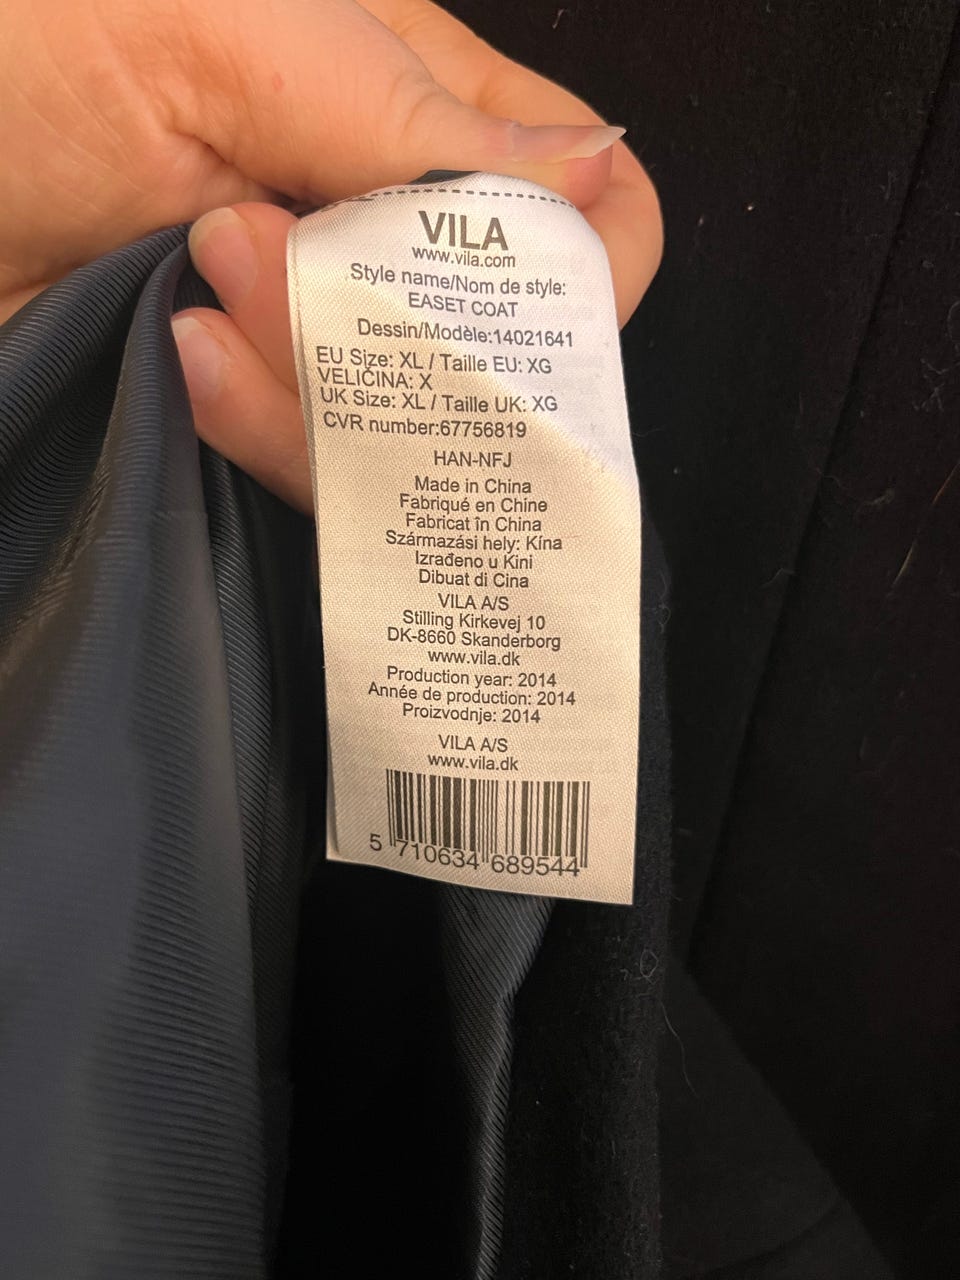 VILA
www.vila.com
Style name/Nom de style:
EASET COAT
Dessin/Modèle:14021641
EU Size: XL / Taille EU: XG
VELIČINA: X
UK Size: XL / Taille UK: XG
CVR number:67756819
HAN-NFJ
Made in China
Fabriqué en Chine
Fabricat în China
Származási hely: Kína
Izrađeno u Kini
Dibuat di Cina
VILA A/S
Stilling Kirkevej 10
DK-8660 Skanderborg
www.vila.dk
Production year: 2014
Année de production: 2014
Proizvodnje: 2014
VILA A/S
www.vila.dk
5 710634 689544